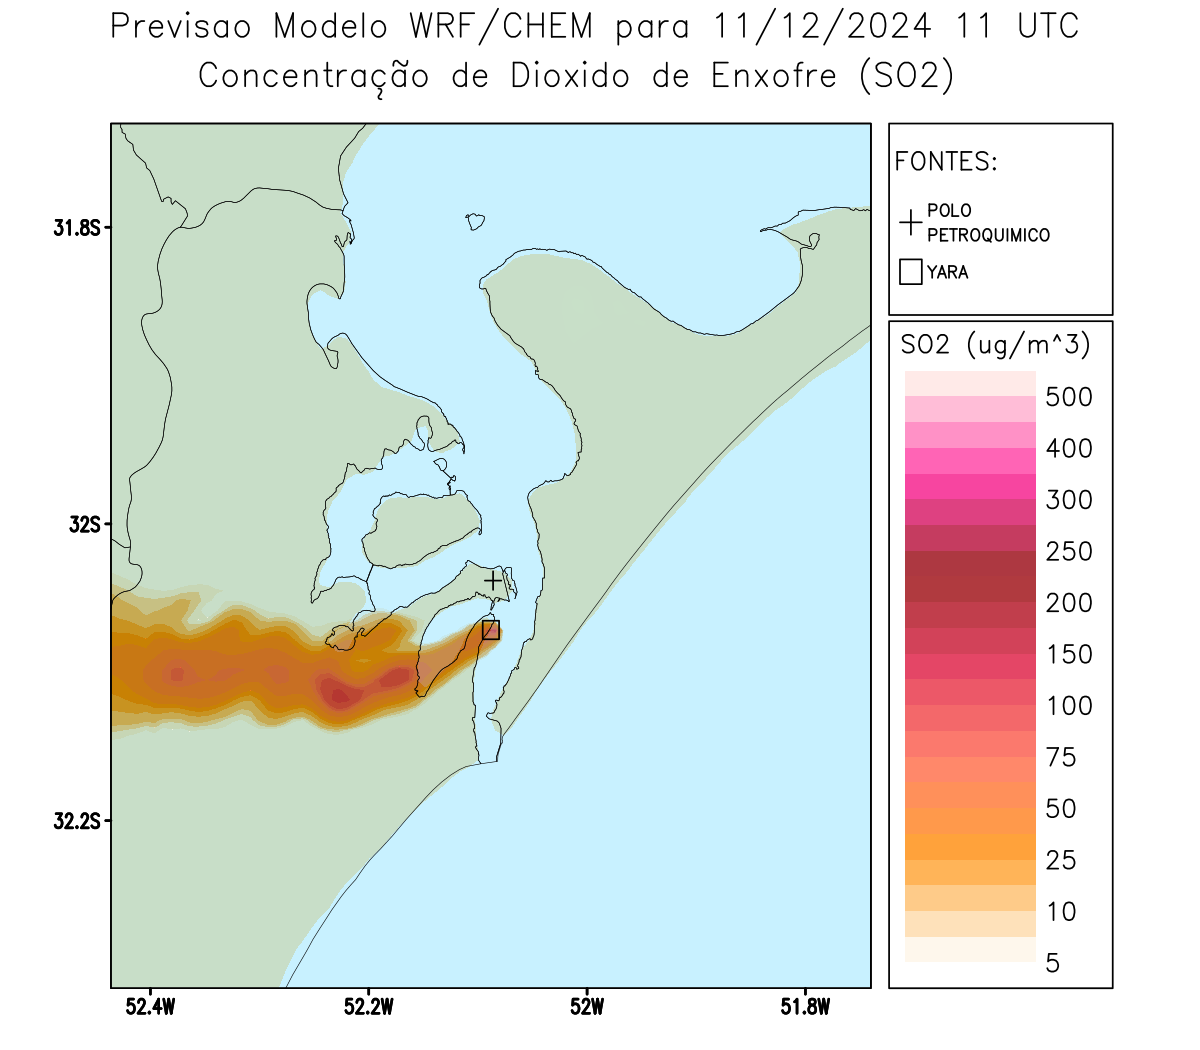 Previsao Modelo WRF/CHEM para 11/12/2024 11 UTC
Concentração de Dioxido de Enxofre (SO2)
FONTES:
POLO
PETROQUIMICO
YARA
SO2 (ug/m^3)
500
400
300
250
200
150
100
75
50
25
10
5
31.8S
32S
32.2S
52.4W
52.2W
52W
51.8W